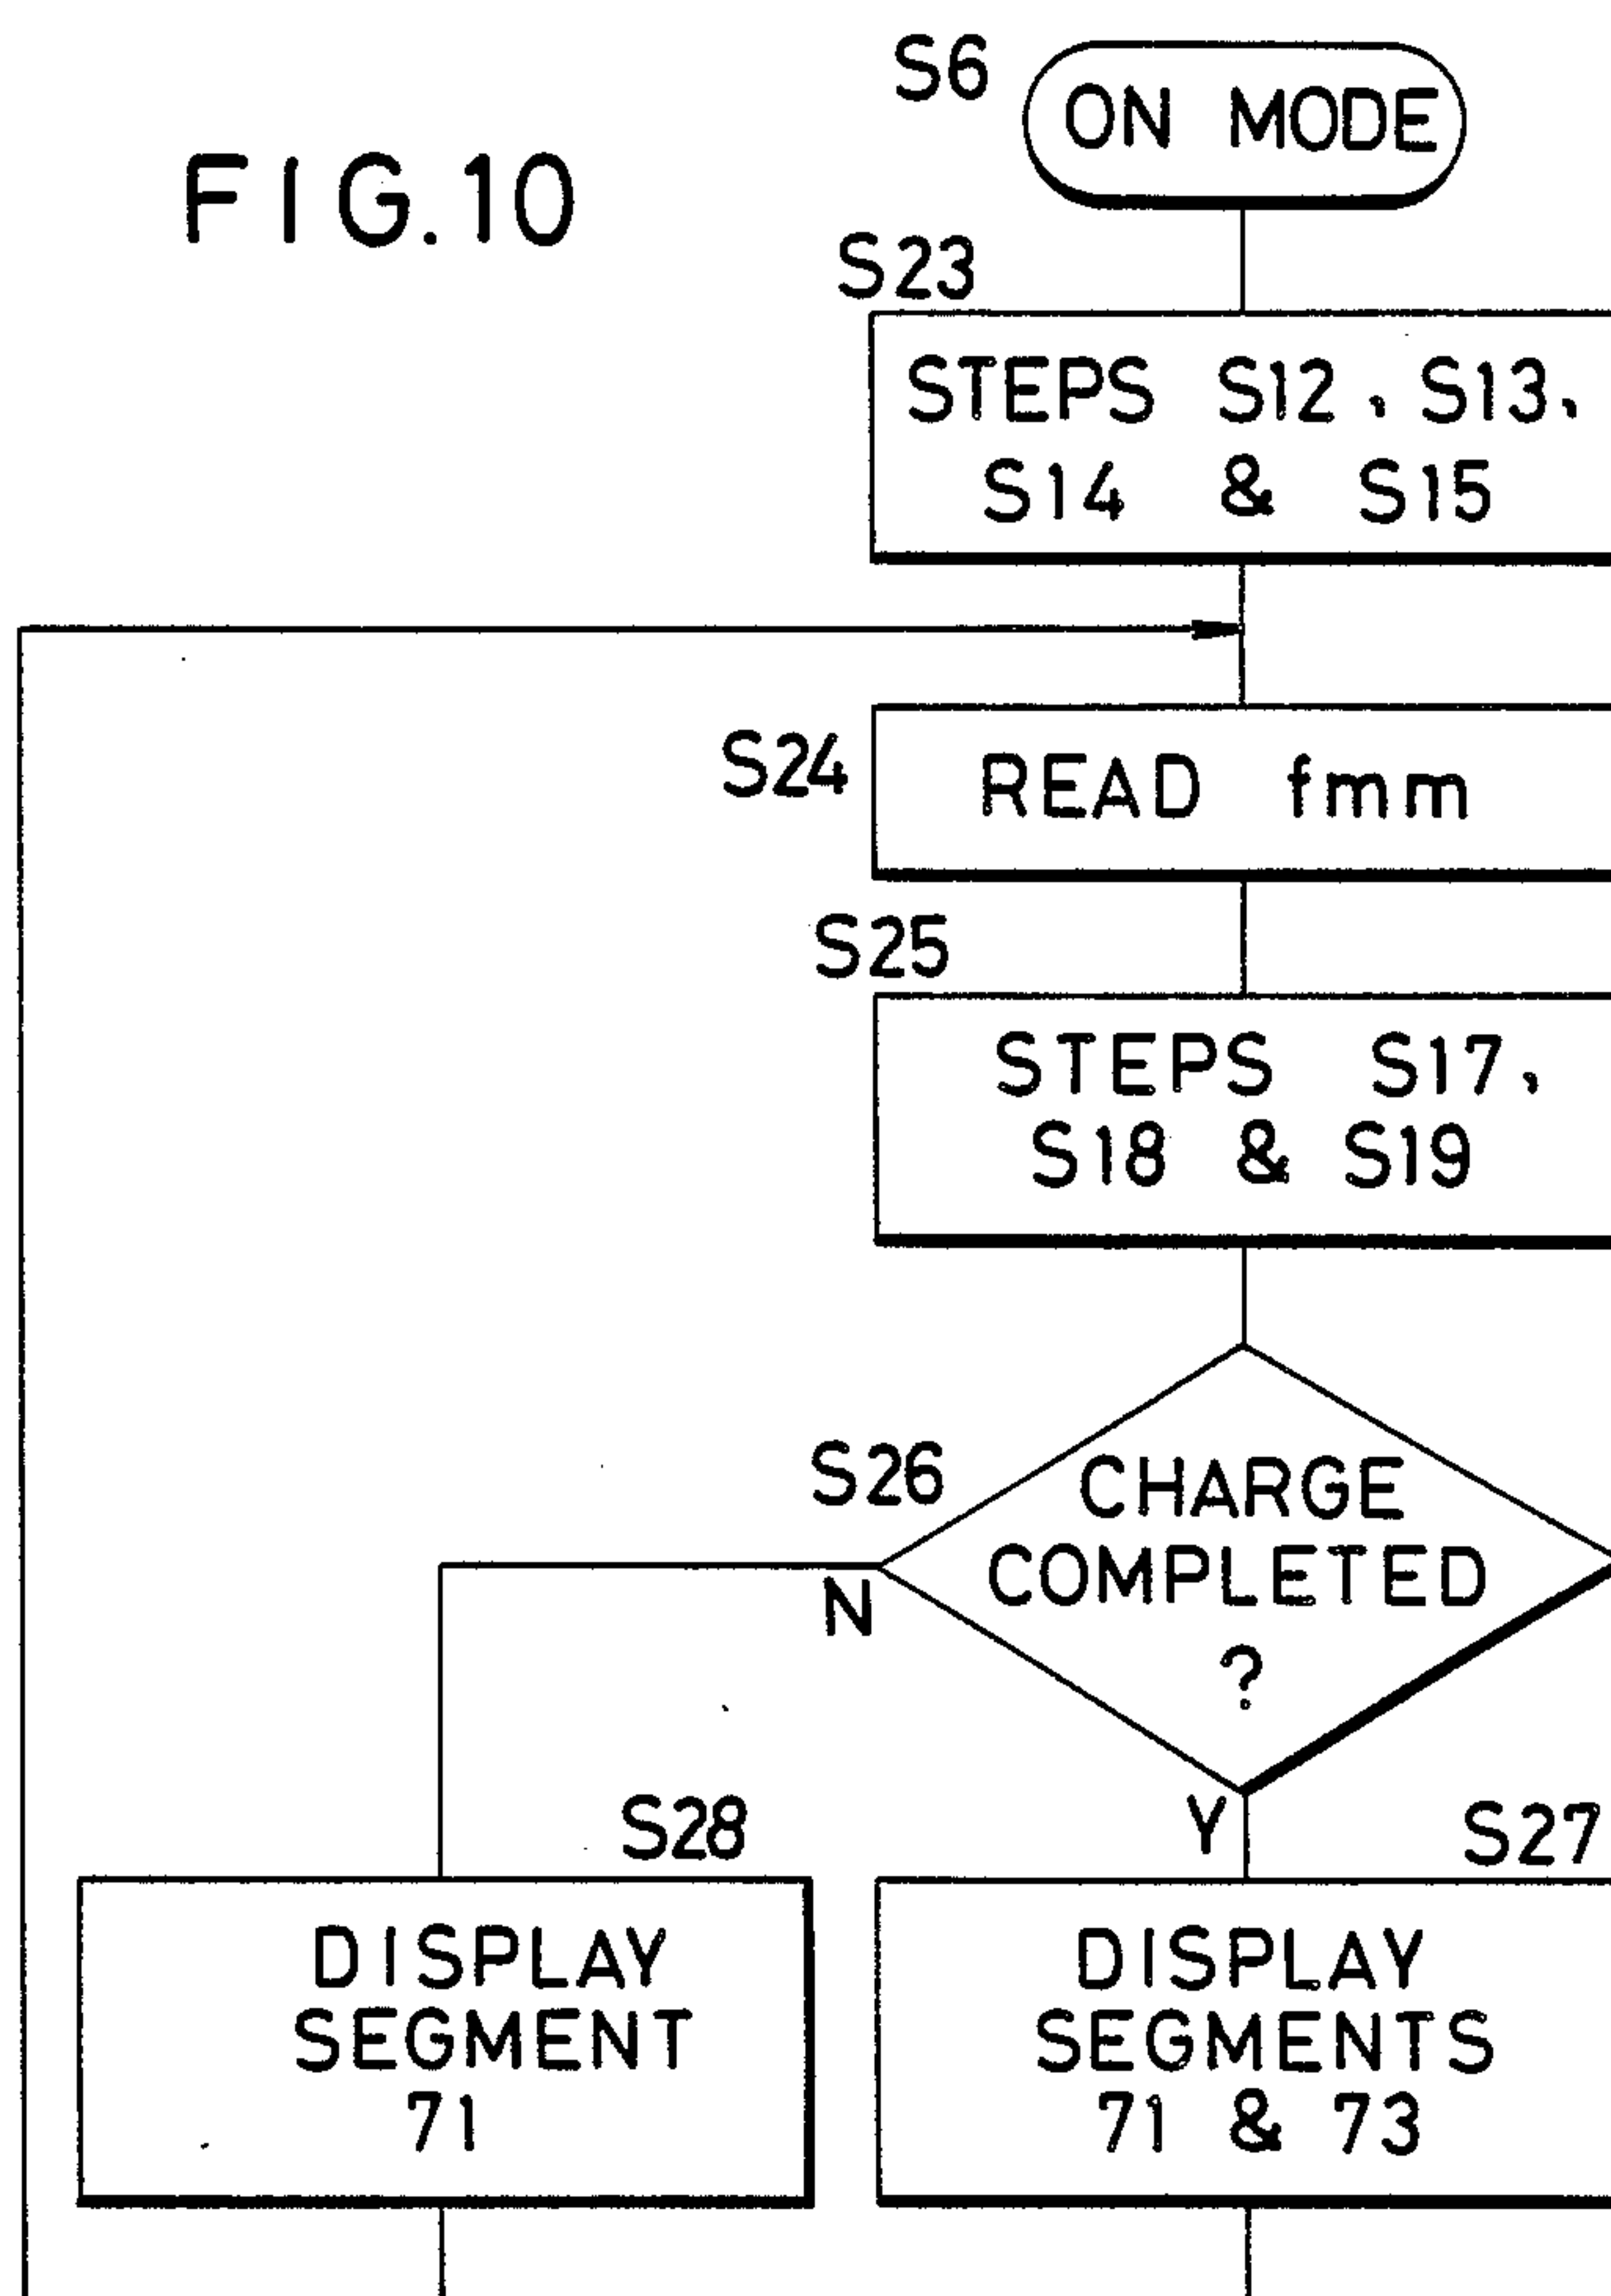 FIG.10
S6
ON MODE
S23
STEPS S12, S13,
S14 & S15
S24
READ fmm
S25
STEPS S17,
S18 & S19
S26
CHARGE
COMPLETED
?
N
Y
S28
DISPLAY
SEGMENT
71
S27
DISPLAY
SEGMENTS
71 & 73